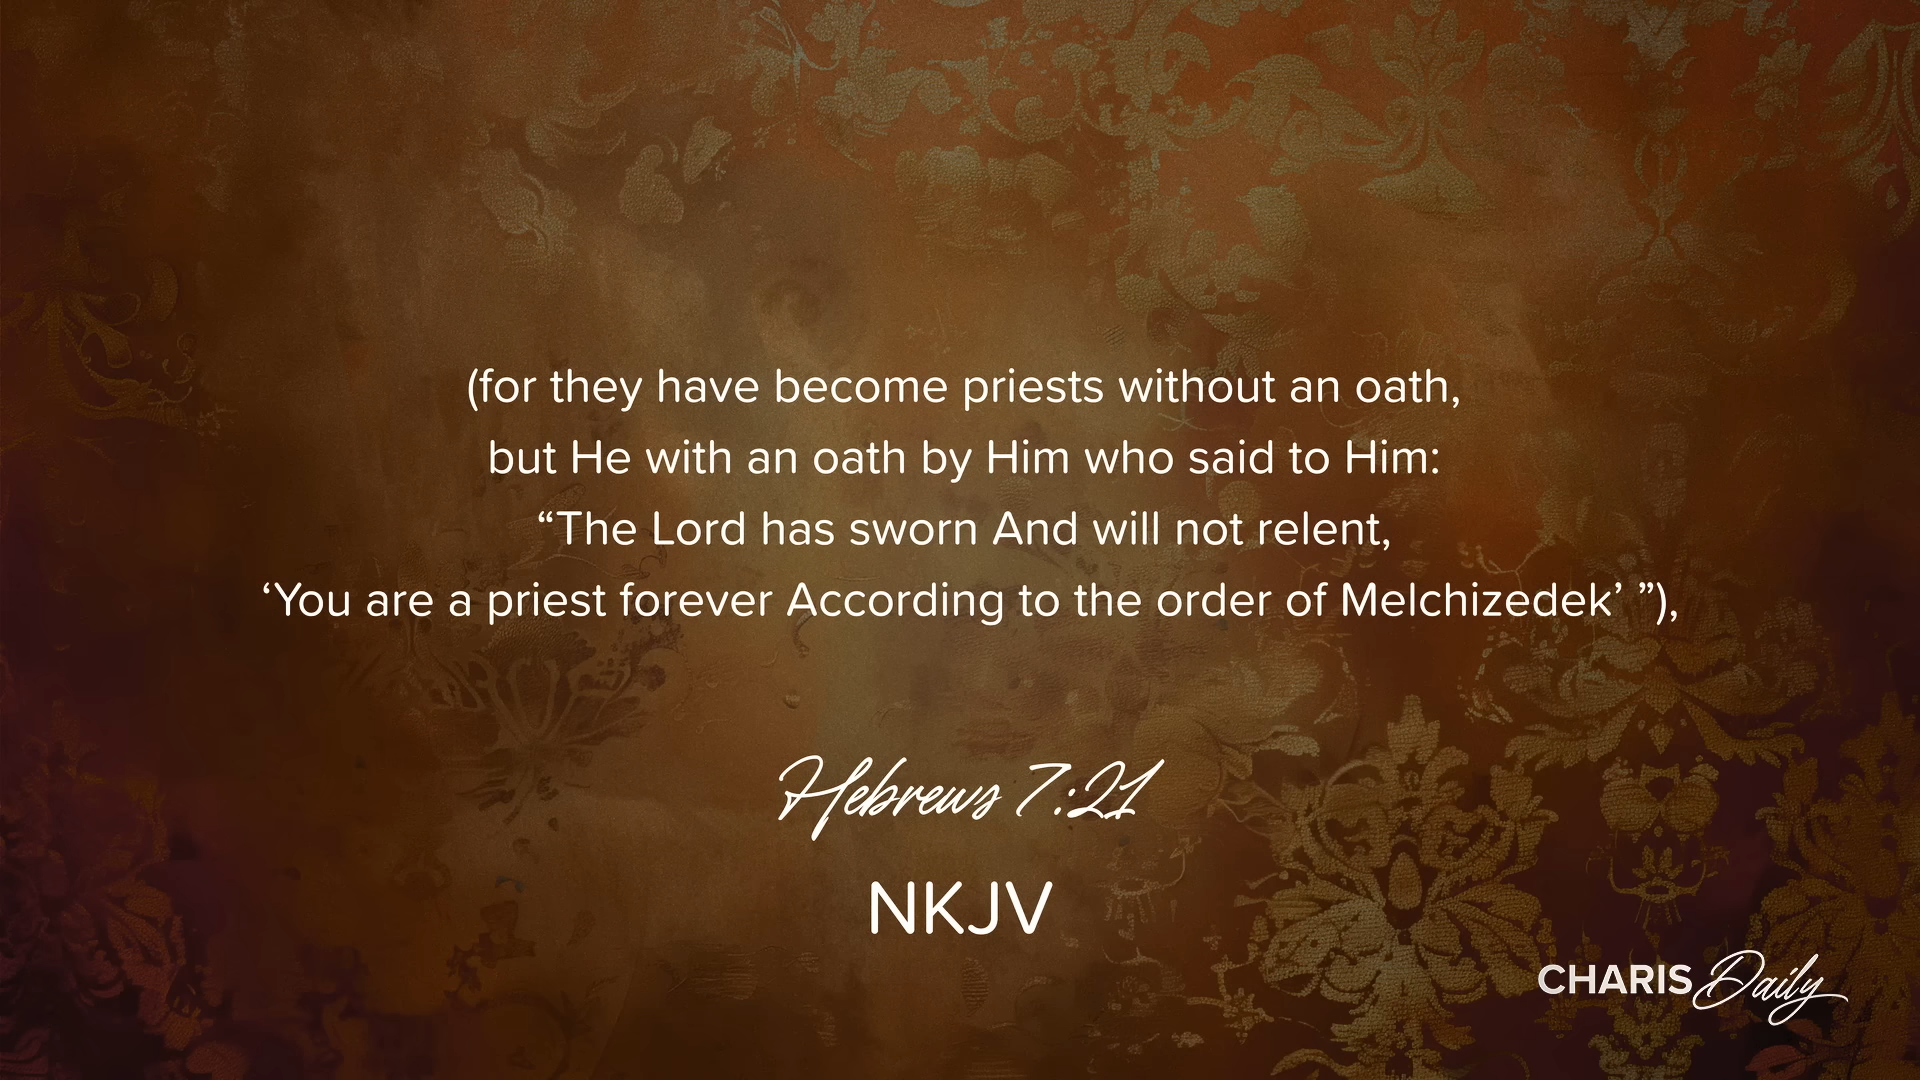 (for they have become priests without an oath,
but He with an oath by Him who said to Him:
“The Lord has sworn And will not relent,
‘You are a priest forever According to the order of Melchizedek’ ”),
Hebrews 7:21
NKJV
CHARIS Daily